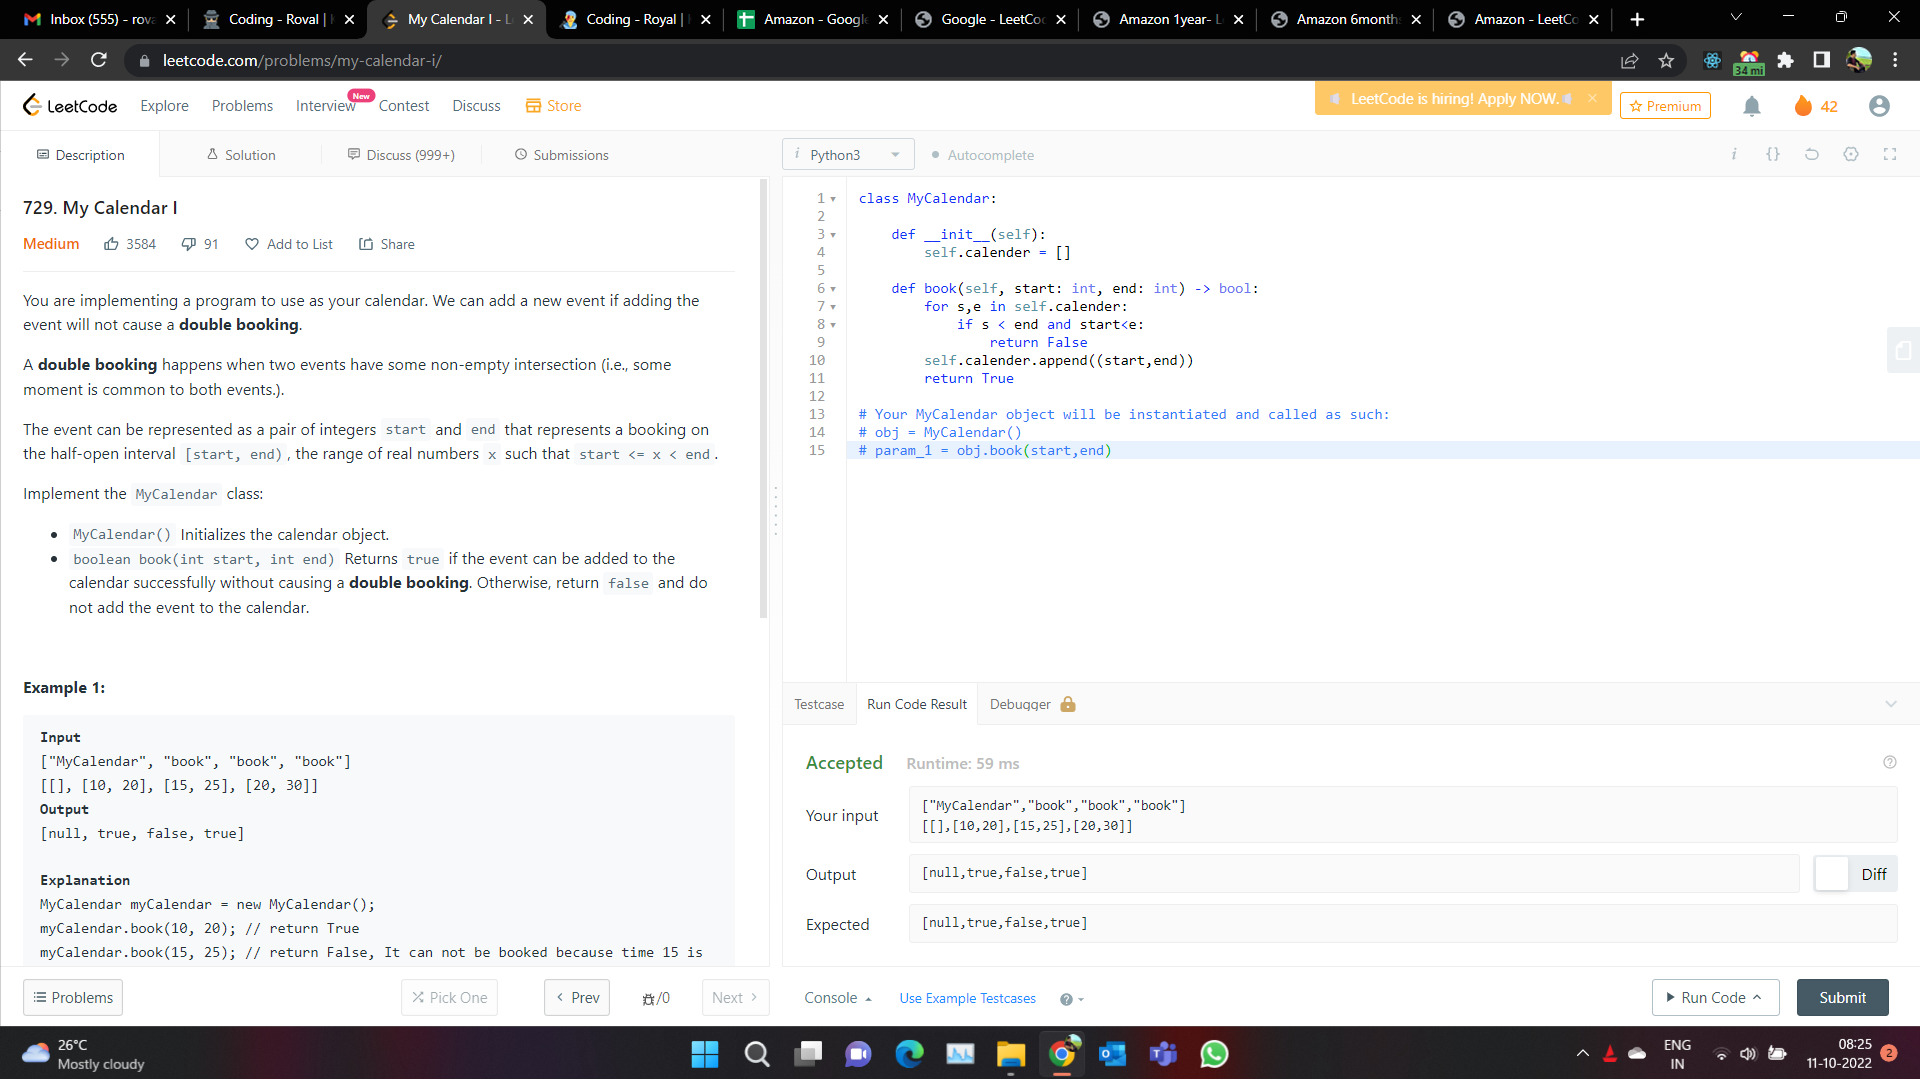 Inbox (555) - rova
Coding - Roval |
My Calendar I - L
Coding - Royal |
Amazon - Google
Google - LeetCo
Amazon 1year- L
Amazon 6month
Amazon - LeetCo
leetcode.com/problems/my-calendar-i/
34 mi
LeetCode
Explore
Problems
Interview
New
Contest
Discuss
Store
LeetCode is hiring! Apply NOW.
Premium
42
Description
Solution
Discuss (999+)
Submissions
i Python3
Autocomplete
i {}
729. My Calendar I
Medium
3584
91
Add to List
Share
You are implementing a program to use as your calendar. We can add a new event if adding the
event will not cause a double booking.
A double booking happens when two events have some non-empty intersection (i.e., some
moment is common to both events.).
The event can be represented as a pair of integers start and end that represents a booking on
the half-open interval [start, end), the range of real numbers x such that start <= x < end.
Implement the MyCalendar class:
• MyCalendar() Initializes the calendar object.
• boolean book(int start, int end) Returns true if the event can be added to the
calendar successfully without causing a double booking. Otherwise, return false and do
not add the event to the calendar.
Example 1:
Input
["MyCalendar", "book", "book", "book"]
[[], [10, 20], [15, 25], [20, 30]]
Output
[null, true, false, true]
Explanation
MyCalendar myCalendar = new MyCalendar();
myCalendar.book(10, 20); // return True
myCalendar.book(15, 25); // return False, It can not be booked because time 15 is
1 class MyCalendar:
2
3 def __init__(self):
4 self.calender = []
5
6 def book(self, start: int, end: int) -> bool:
7 for s,e in self.calender:
8 if s < end and start<e:
9 return False
10 self.calender.append((start,end))
11 return True
12
13 # Your MyCalendar object will be instantiated and called as such:
14 # obj = MyCalendar()
15 # param_1 = obj.book(start,end)
Testcase
Run Code Result
Debugger
Accepted
Runtime: 59 ms
Your input
["MyCalendar","book","book","book"]
[[],[10,20],[15,25],[20,30]]
Output
[null,true,false,true]
Diff
Expected
[null,true,false,true]
Problems
Pick One
Prev
/0
Next
Console
Use Example Testcases
Run Code
Submit
26°C
Mostly cloudy
ENG
IN
08:25
11-10-2022
2